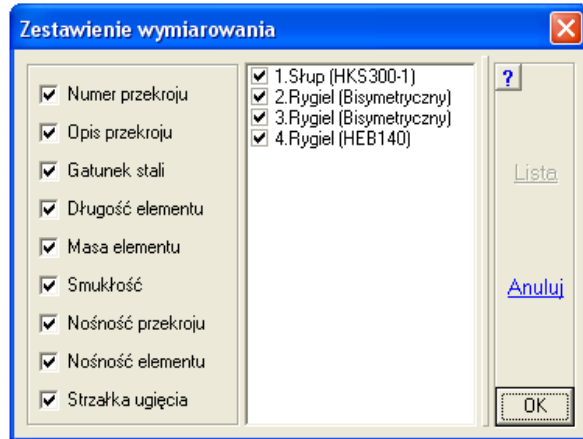 Zestawienie wymiarowania
Numer przekroju
Opis przekroju
Gatunek stali
Długość elementu
Masa elementu
Smukłość
Nośność przekroju
Nośność elementu
Strzałka ugięcia
1.Słup (HKS300-1)
2.Rygiel (Bisymetryczny)
3.Rygiel (Bisymetryczny)
4.Rygiel (HEB140)
?
Lista
Anuluj
OK